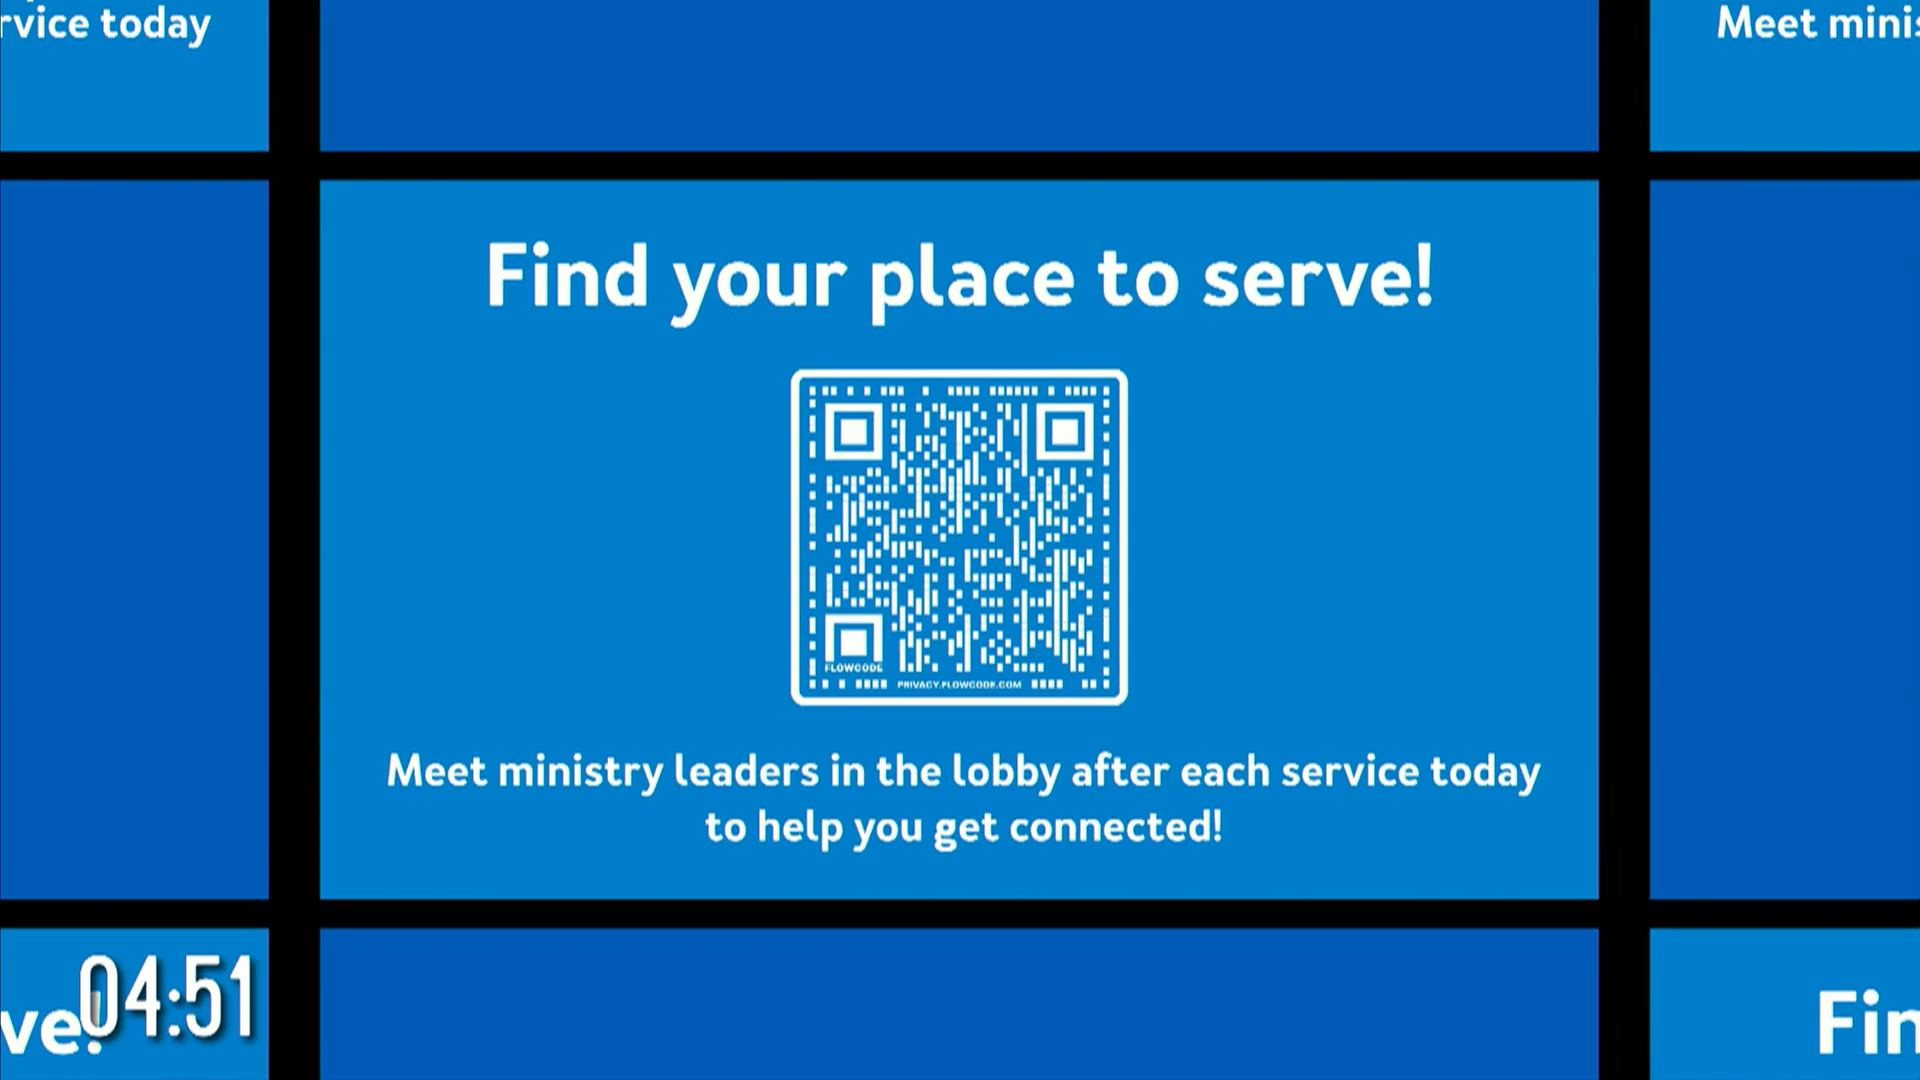 rvice today
Meet minis
Find your place to serve!
FLOWCODE
PRIVACY.FLOWCODE.COM
Meet ministry leaders in the lobby after each service today
to help you get connected!
ve!
04:51
Fin